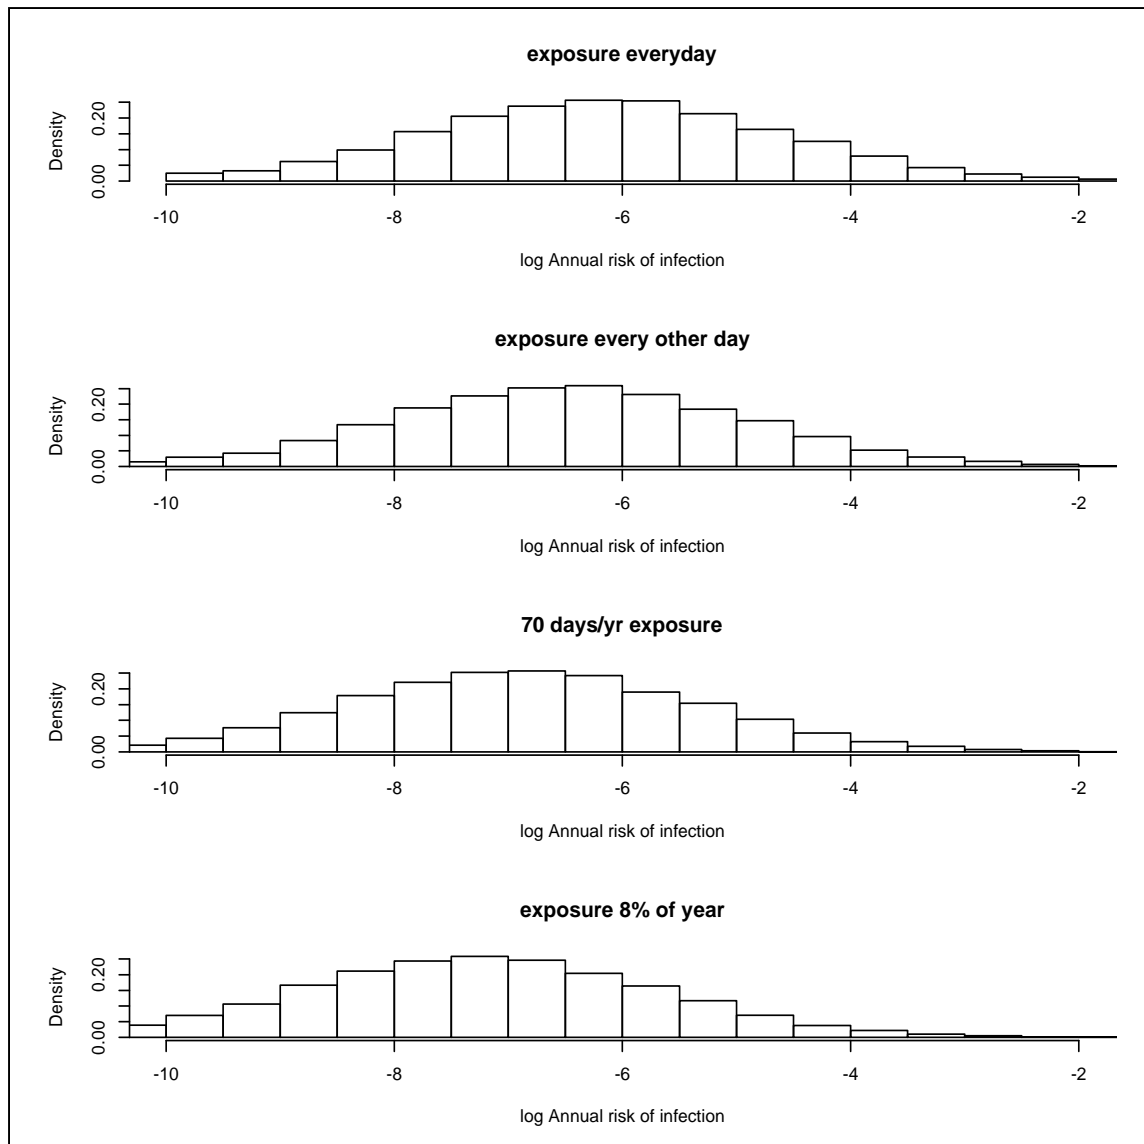 exposure everyday
Density
0.00 0.20
-10 -8 -6 -4 -2
log Annual risk of infection
exposure every other day
Density
0.00 0.20
-10 -8 -6 -4 -2
log Annual risk of infection
70 days/yr exposure
Density
0.00 0.20
-10 -8 -6 -4 -2
log Annual risk of infection
exposure 8% of year
Density
0.00 0.20
-10 -8 -6 -4 -2
log Annual risk of infection